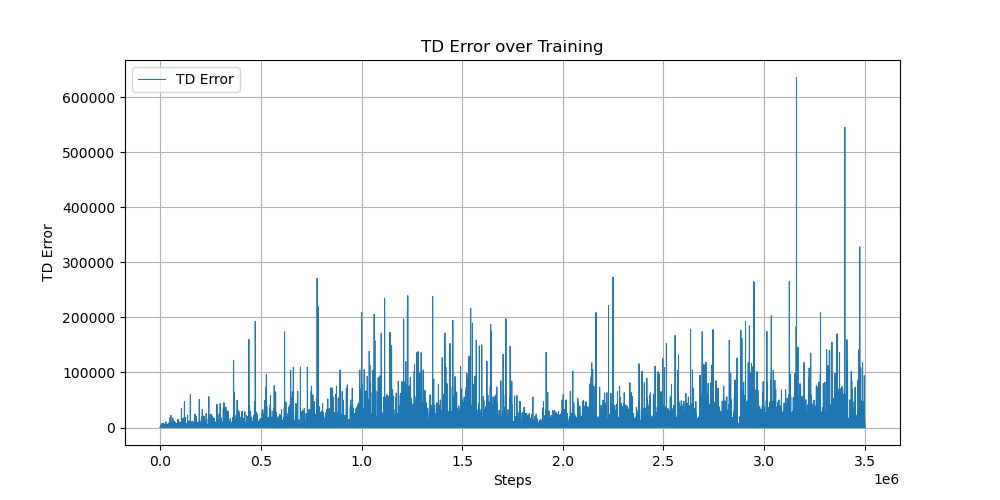 TD Error over Training
TD Error
600000
500000
400000
300000
200000
100000
0
TD Error
0.0 0.5 1.0 1.5 2.0 2.5 3.0 3.5
1e6
Steps